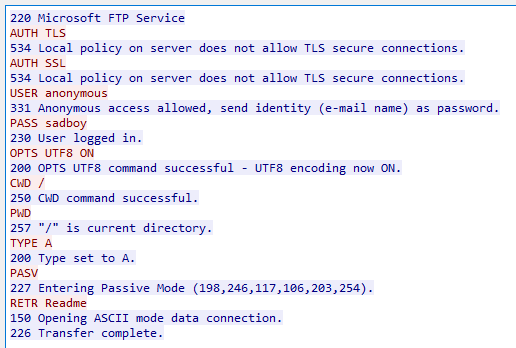 220 Microsoft FTP Service
AUTH TLS
534 Local policy on server does not allow TLS secure connections.
AUTH SSL
534 Local policy on server does not allow TLS secure connections.
USER anonymous
331 Anonymous access allowed, send identity (e-mail name) as password.
PASS sadboy
230 User logged in.
OPTS UTF8 ON
200 OPTS UTF8 command successful - UTF8 encoding now ON.
CWD /
250 CWD command successful.
PWD
257 "/" is current directory.
TYPE A
200 Type set to A.
PASV
227 Entering Passive Mode (198,246,117,106,203,254).
RETR Readme
150 Opening ASCII mode data connection.
226 Transfer complete.